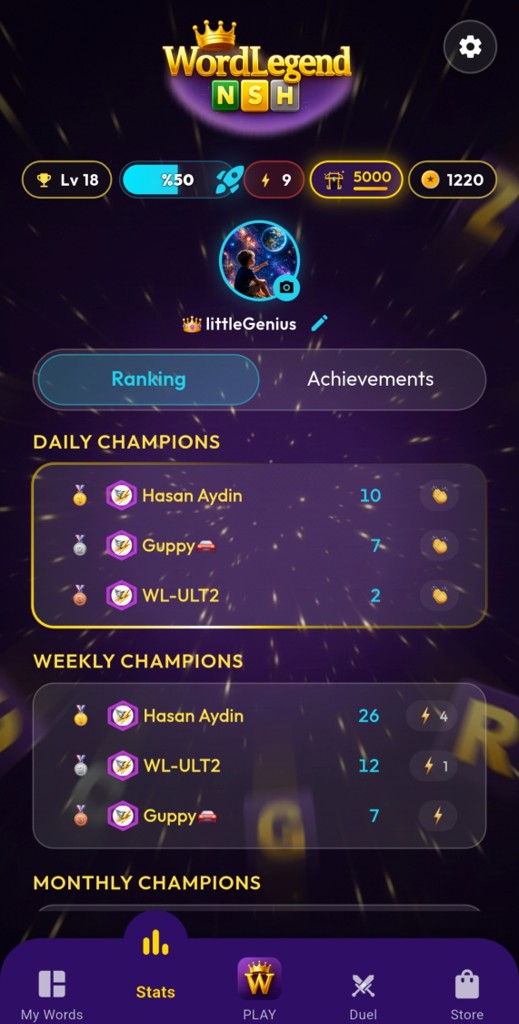 WordLegend
NSH
Lv 18
%50
9
5000
1220
littleGenius
Ranking
Achievements
DAILY CHAMPIONS
Hasan Aydin 10
Guppy 7
WL-ULT2 2
WEEKLY CHAMPIONS
Hasan Aydin 26 4
WL-ULT2 12 1
Guppy 7
MONTHLY CHAMPIONS
My Words
Stats
W
PLAY
Duel
Store
Z
R
G